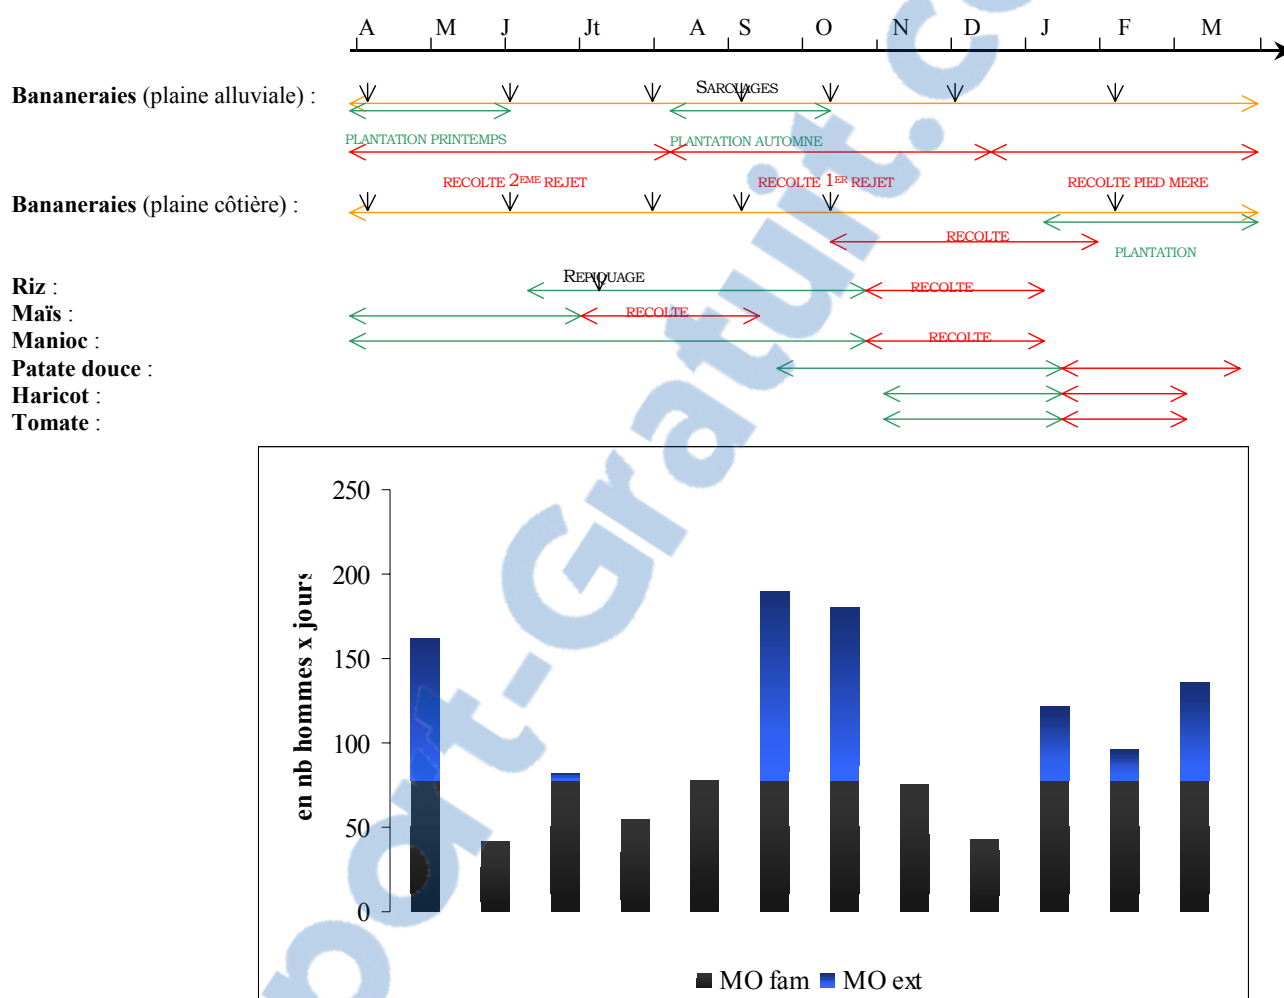 A M J Jt A S O N D J F M
Bananeraies (plaine alluviale) :
SARCLAGES
PLANTATION PRINTEMPS
PLANTATION AUTOMNE
RECOLTE 2EME REJET
RECOLTE 1ER REJET
RECOLTE PIED MERE
Bananeraies (plaine côtière) :
RECOLTE
PLANTATION
Riz :
REPIQUAGE
RECOLTE
Maïs :
RECOLTE
Manioc :
RECOLTE
Patate douce :
Haricot :
Tomate :
en nb hommes x jours
250
200
150
100
50
0
MO fam MO ext